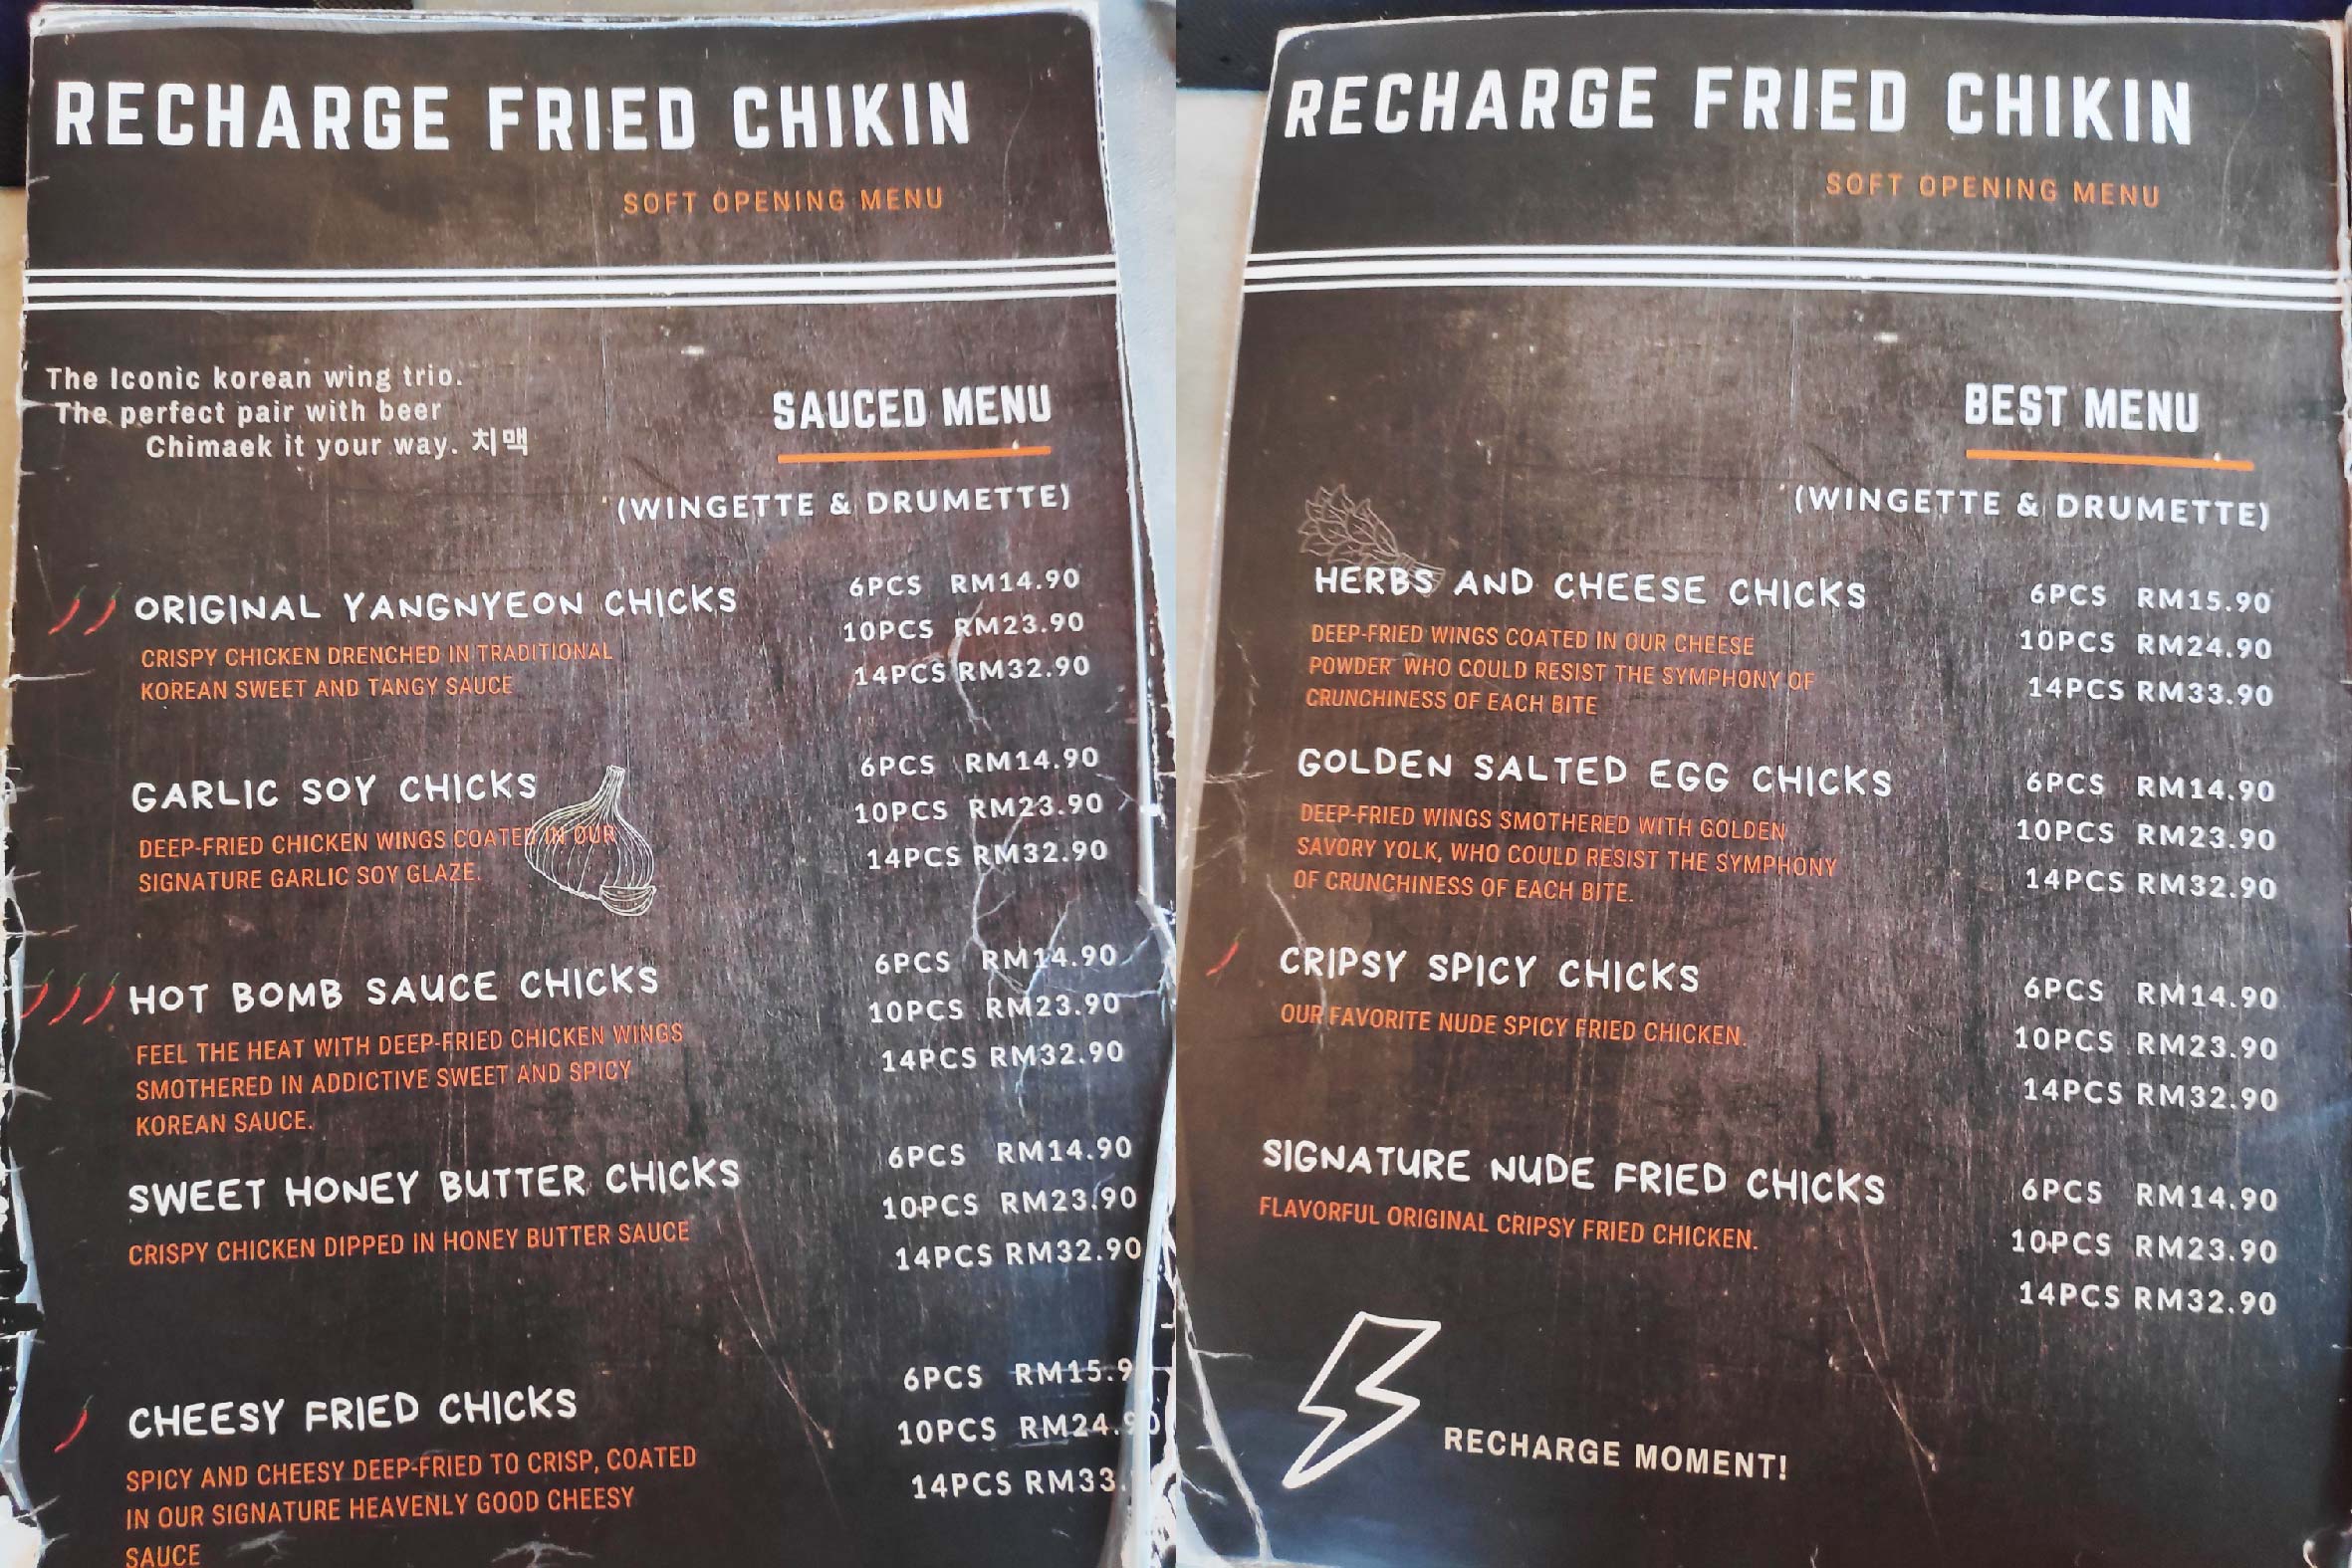 RECHARGE FRIED CHIKIN
SOFT OPENING MENU
The Iconic korean wing trio.
The perfect pair with beer
Chimaek it your way. 치맥
SAUCED MENU
(WINGETTE & DRUMETTE)
ORIGINAL YANGNYEON CHICKS
CRISPY CHICKEN DRENCHED IN TRADITIONAL
KOREAN SWEET AND TANGY SAUCE
6PCS RM14.90
10PCS RM23.90
14PCS RM32.90
GARLIC SOY CHICKS
DEEP-FRIED CHICKEN WINGS COATED IN OUR
SIGNATURE GARLIC SOY GLAZE.
6PCS RM14.90
10PCS RM23.90
14PCS RM32.90
HOT BOMB SAUCE CHICKS
FEEL THE HEAT WITH DEEP-FRIED CHICKEN WINGS
SMOTHERED IN ADDICTIVE SWEET AND SPICY
KOREAN SAUCE.
6PCS RM14.90
10PCS RM23.90
14PCS RM32.90
SWEET HONEY BUTTER CHICKS
CRISPY CHICKEN DIPPED IN HONEY BUTTER SAUCE
6PCS RM14.90
10PCS RM23.90
14PCS RM32.90
CHEESY FRIED CHICKS
SPICY AND CHEESY DEEP-FRIED TO CRISP, COATED
IN OUR SIGNATURE HEAVENLY GOOD CHEESY
SAUCE
6PCS RM15.9
10PCS RM24.90
14PCS RM33.
RECHARGE FRIED CHIKIN
SOFT OPENING MENU
BEST MENU
(WINGETTE & DRUMETTE)
HERBS AND CHEESE CHICKS
DEEP-FRIED WINGS COATED IN OUR CHEESE
POWDER WHO COULD RESIST THE SYMPHONY OF
CRUNCHINESS OF EACH BITE
6PCS RM15.90
10PCS RM24.90
14PCS RM33.90
GOLDEN SALTED EGG CHICKS
DEEP-FRIED WINGS SMOTHERED WITH GOLDEN
SAVORY YOLK, WHO COULD RESIST THE SYMPHONY
OF CRUNCHINESS OF EACH BITE.
6PCS RM14.90
10PCS RM23.90
14PCS RM32.90
CRIPSY SPICY CHICKS
OUR FAVORITE NUDE SPICY FRIED CHICKEN.
6PCS RM14.90
10PCS RM23.90
14PCS RM32.90
SIGNATURE NUDE FRIED CHICKS
FLAVORFUL ORIGINAL CRIPSY FRIED CHICKEN.
6PCS RM14.90
10PCS RM23.90
14PCS RM32.90
RECHARGE MOMENT!